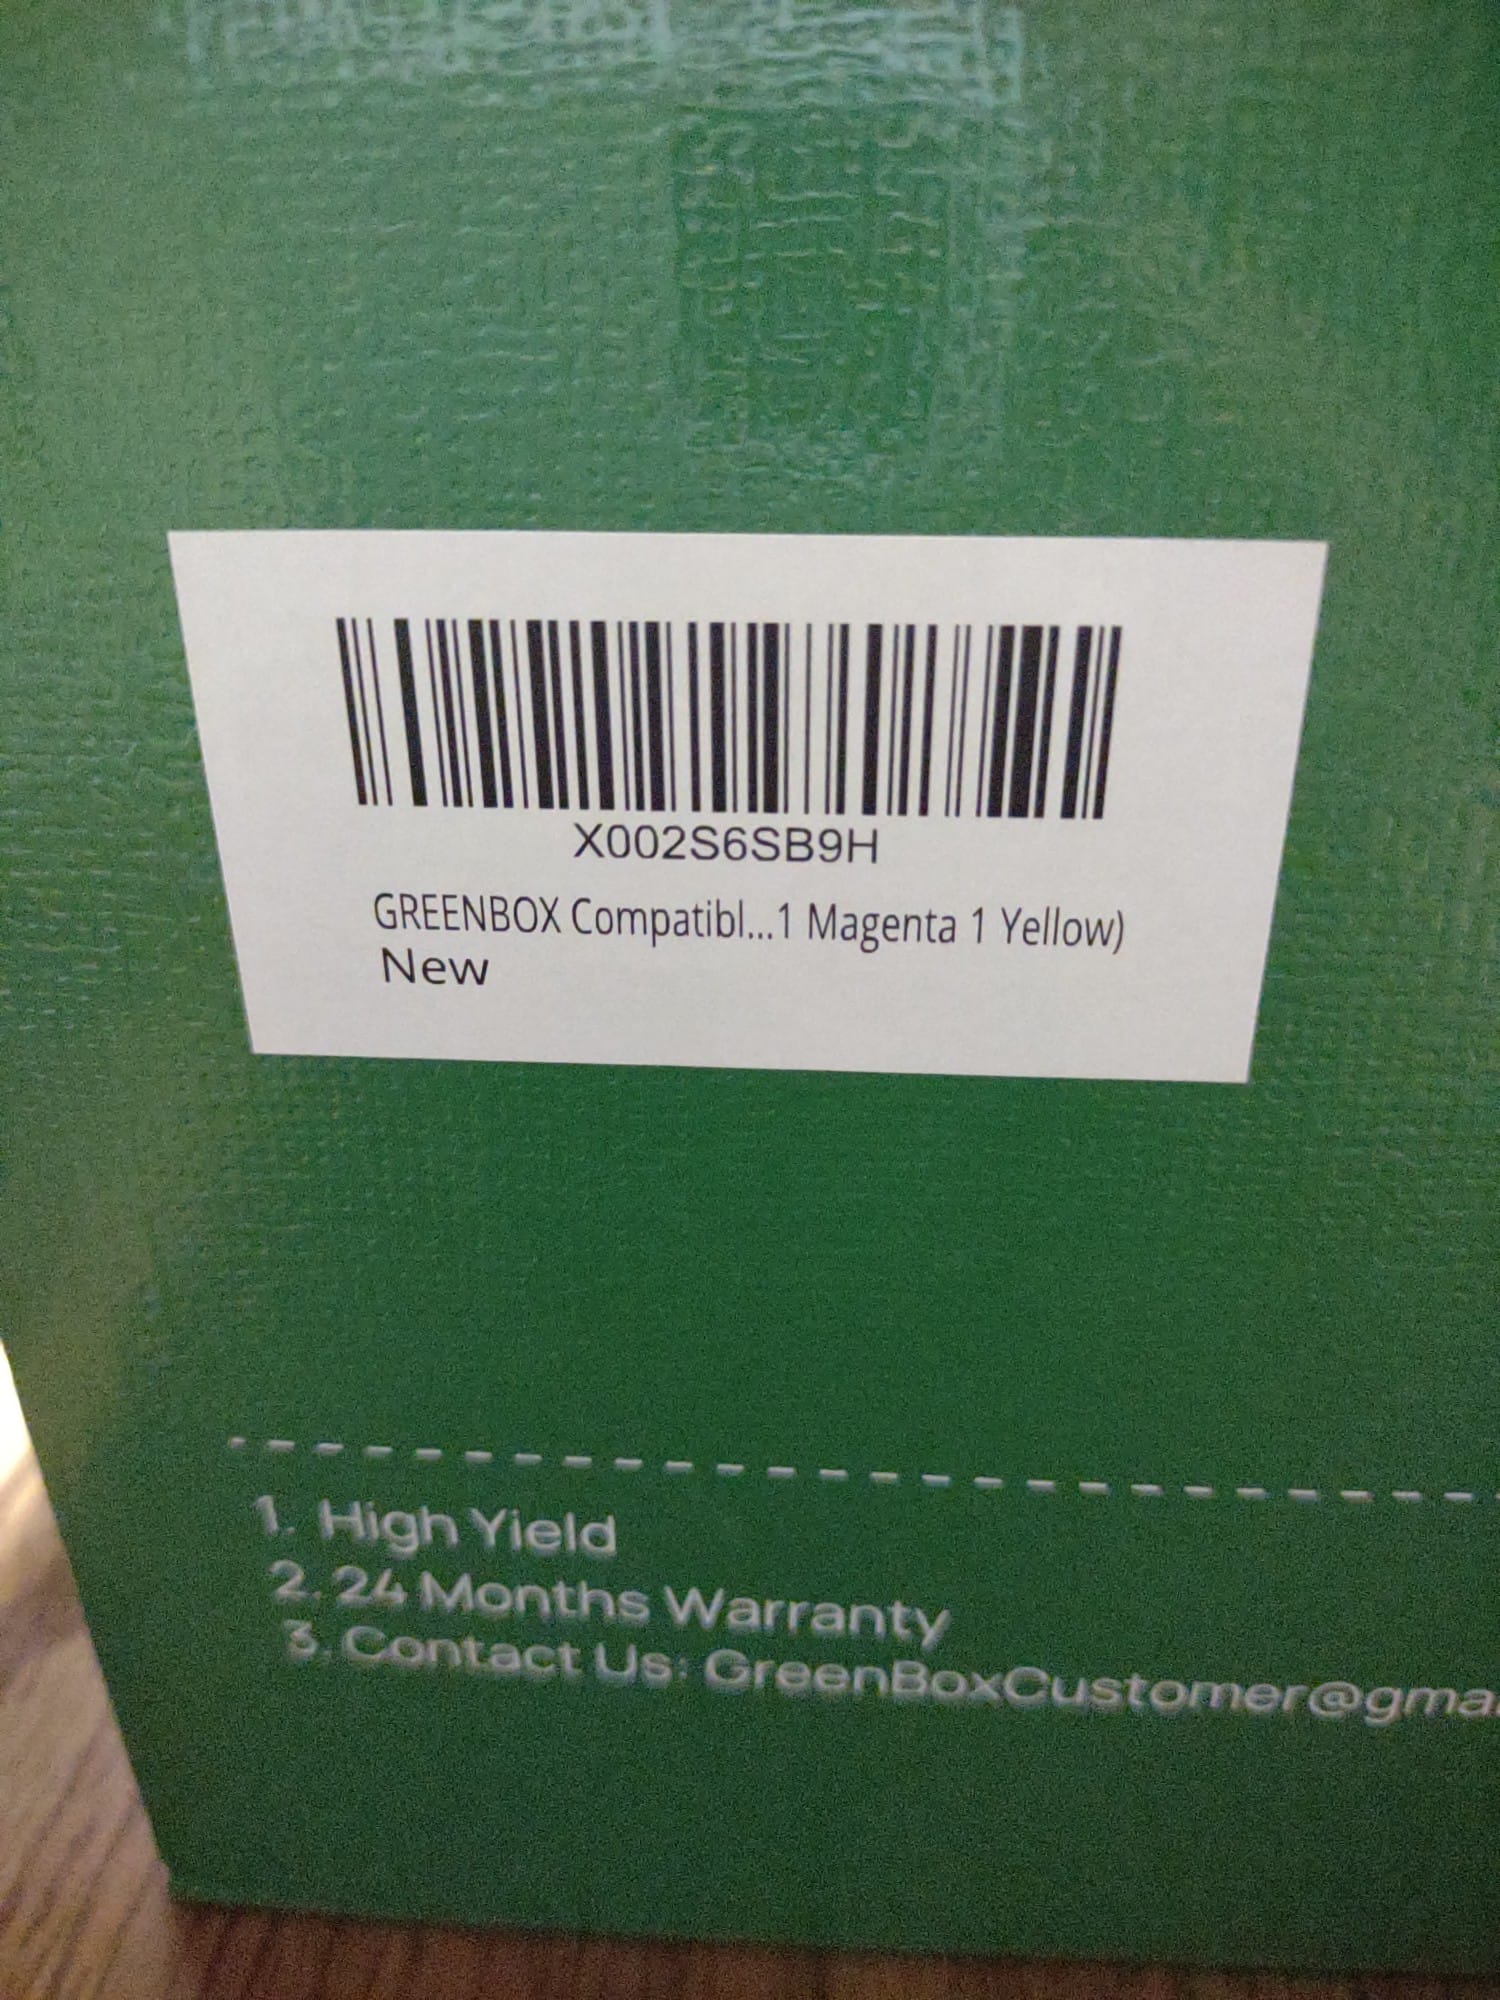 X002S6SB9H
GREENBOX Compatibl...1 Magenta 1 Yellow)
New
1. High Yield
2. 24 Months Warranty
3. Contact Us: GreenBoxCustomer@gmai